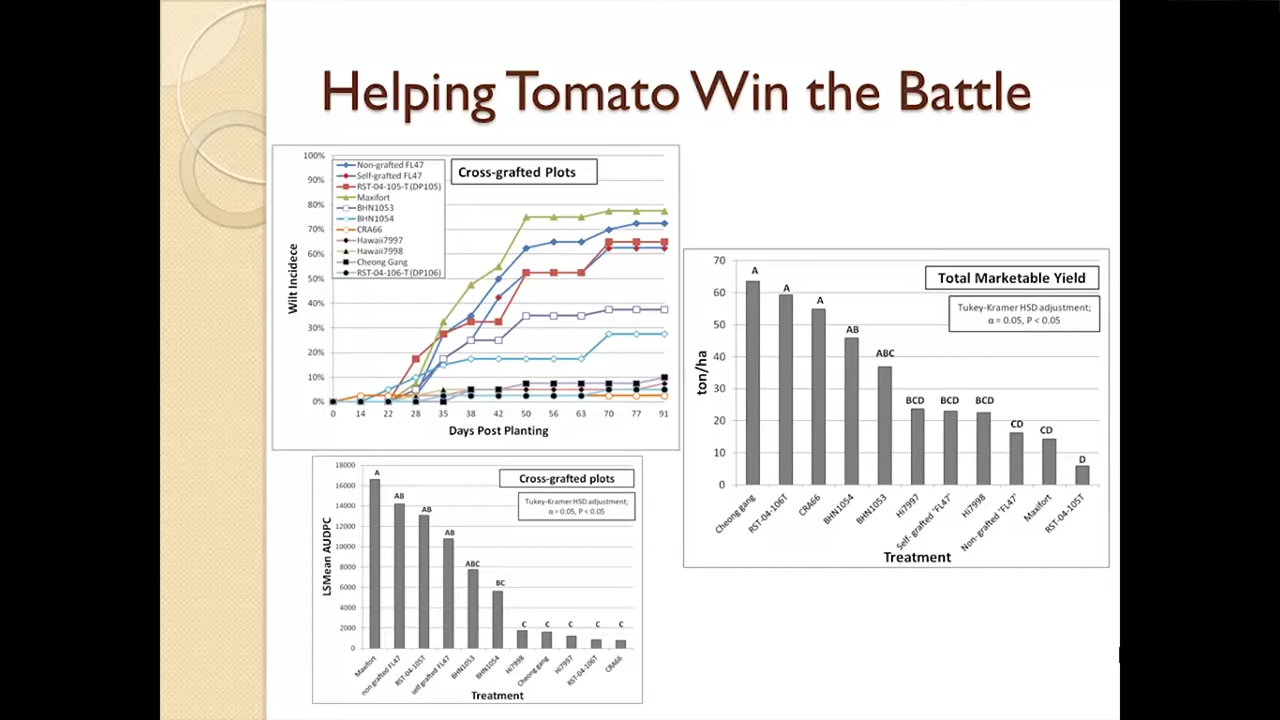 Helping Tomato Win the Battle
Cross-grafted Plots
Non-grafted FL47
Self-grafted FL47
RST-04-105-T(DP105)
Maxifort
BHN1053
BHN1054
CRA66
Hawaii7997
Hawaii7998
Cheong Gang
RST-04-106-T(DP106)
Wilt Incidece
100%
90%
80%
70%
60%
50%
40%
30%
20%
10%
0%
0 14 22 28 35 38 42 50 56 63 70 77 91
Days Post Planting
Total Marketable Yield
Tukey-Kramer HSD adjustment;
α = 0.05, P < 0.05
ton/ha
70
60
50
40
30
20
10
0
A A A AB ABC BCD BCD BCD CD CD D
Cheong gang
RST-04-106T
CRA66
BHN1054
BHN1053
Hi7997
Self- grafted 'FL47'
Hi7998
Non- grafted 'FL47'
Maxifort
RST-04-105T
Treatment
Cross-grafted plots
Tukey-Kramer HSD adjustment;
α = 0.05, P < 0.05
LSMean AUDPC
18000
16000
14000
12000
10000
8000
6000
4000
2000
0
A AB AB AB ABC BC C C C C C
Maxifort
non grafted FL47
RST-04-105T
self grafted FL47
BHN1053
BHN1054
Hi7998
Cheong gang
Hi7997
RST-04-106T
CRA66
Treatment